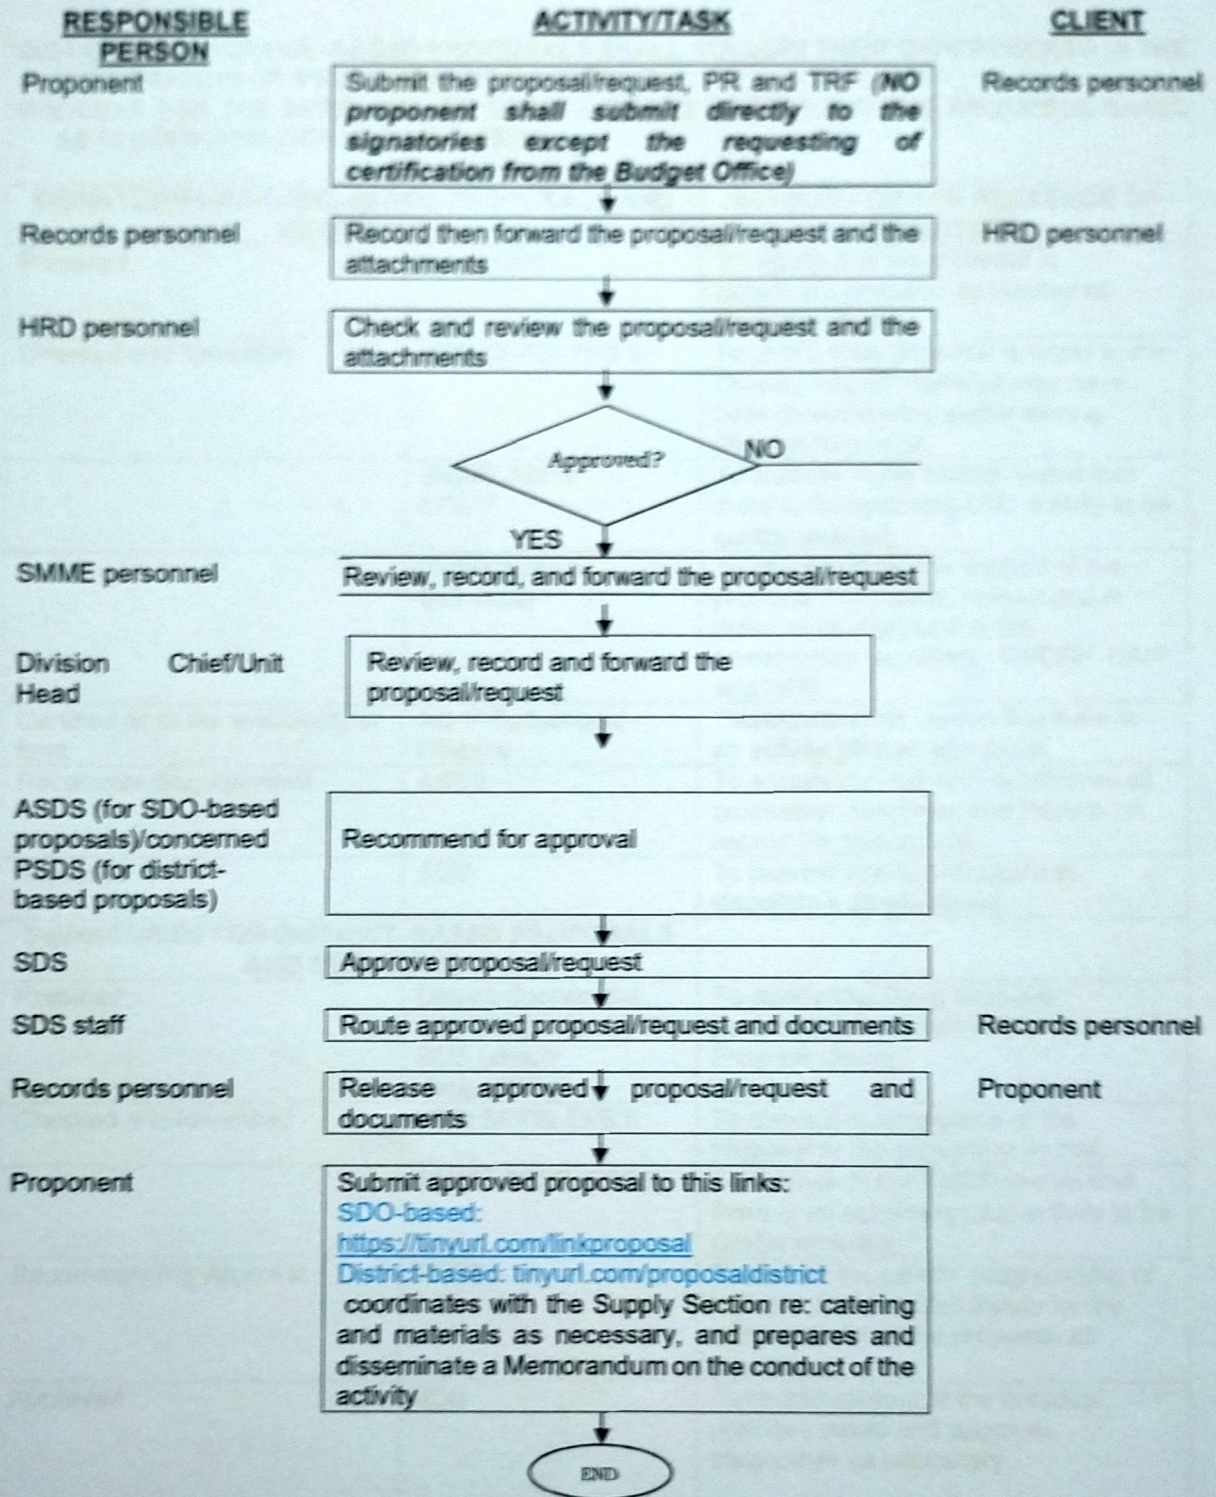 RESPONSIBLE PERSON ACTIVITY/TASK CLIENT
Proponent
Submit the proposal/request, PR and TRF (NO
proponent shall submit directly to the
signatories except the requesting of
certification from the Budget Office)
Records personnel
Records personnel
Record then forward the proposal/request and the
attachments
HRD personnel
HRD personnel
Check and review the proposal/request and the
attachments
Approved?
NO
YES
SMME personnel
Review, record, and forward the proposal/request
Division Chief/Unit
Head
Review, record and forward the
proposal/request
ASDS (for SDO-based
proposals)/concerned
PSDS (for district-
based proposals)
Recommend for approval
SDS
Approve proposal/request
SDS staff
Route approved proposal/request and documents
Records personnel
Records personnel
Release approved proposal/request and
documents
Proponent
Proponent
Submit approved proposal to this links:
SDO-based:
https://tinyurl.com/linkproposal
District-based: tinyurl.com/proposaldistrict
coordinates with the Supply Section re: catering
and materials as necessary, and prepares and
disseminate a Memorandum on the conduct of the
activity
END